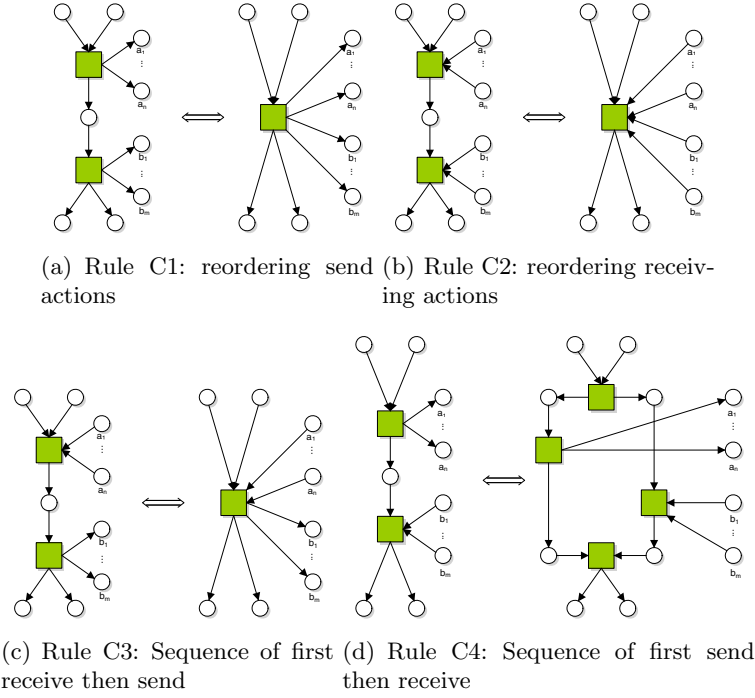 a₁
⋮
aₙ
b₁
⋮
bₘ
a₁
⋮
aₙ
b₁
⋮
bₘ
a₁
⋮
aₙ
b₁
⋮
bₘ
a₁
⋮
aₙ
b₁
⋮
bₘ
(a) Rule C1: reordering send
actions
(b) Rule C2: reordering receiv-
ing actions
a₁
⋮
aₙ
b₁
⋮
bₘ
a₁
⋮
aₙ
b₁
⋮
bₘ
a₁
⋮
aₙ
b₁
⋮
bₘ
a₁
⋮
aₙ
b₁
⋮
bₘ
(c) Rule C3: Sequence of first
receive then send
(d) Rule C4: Sequence of first send
then receive